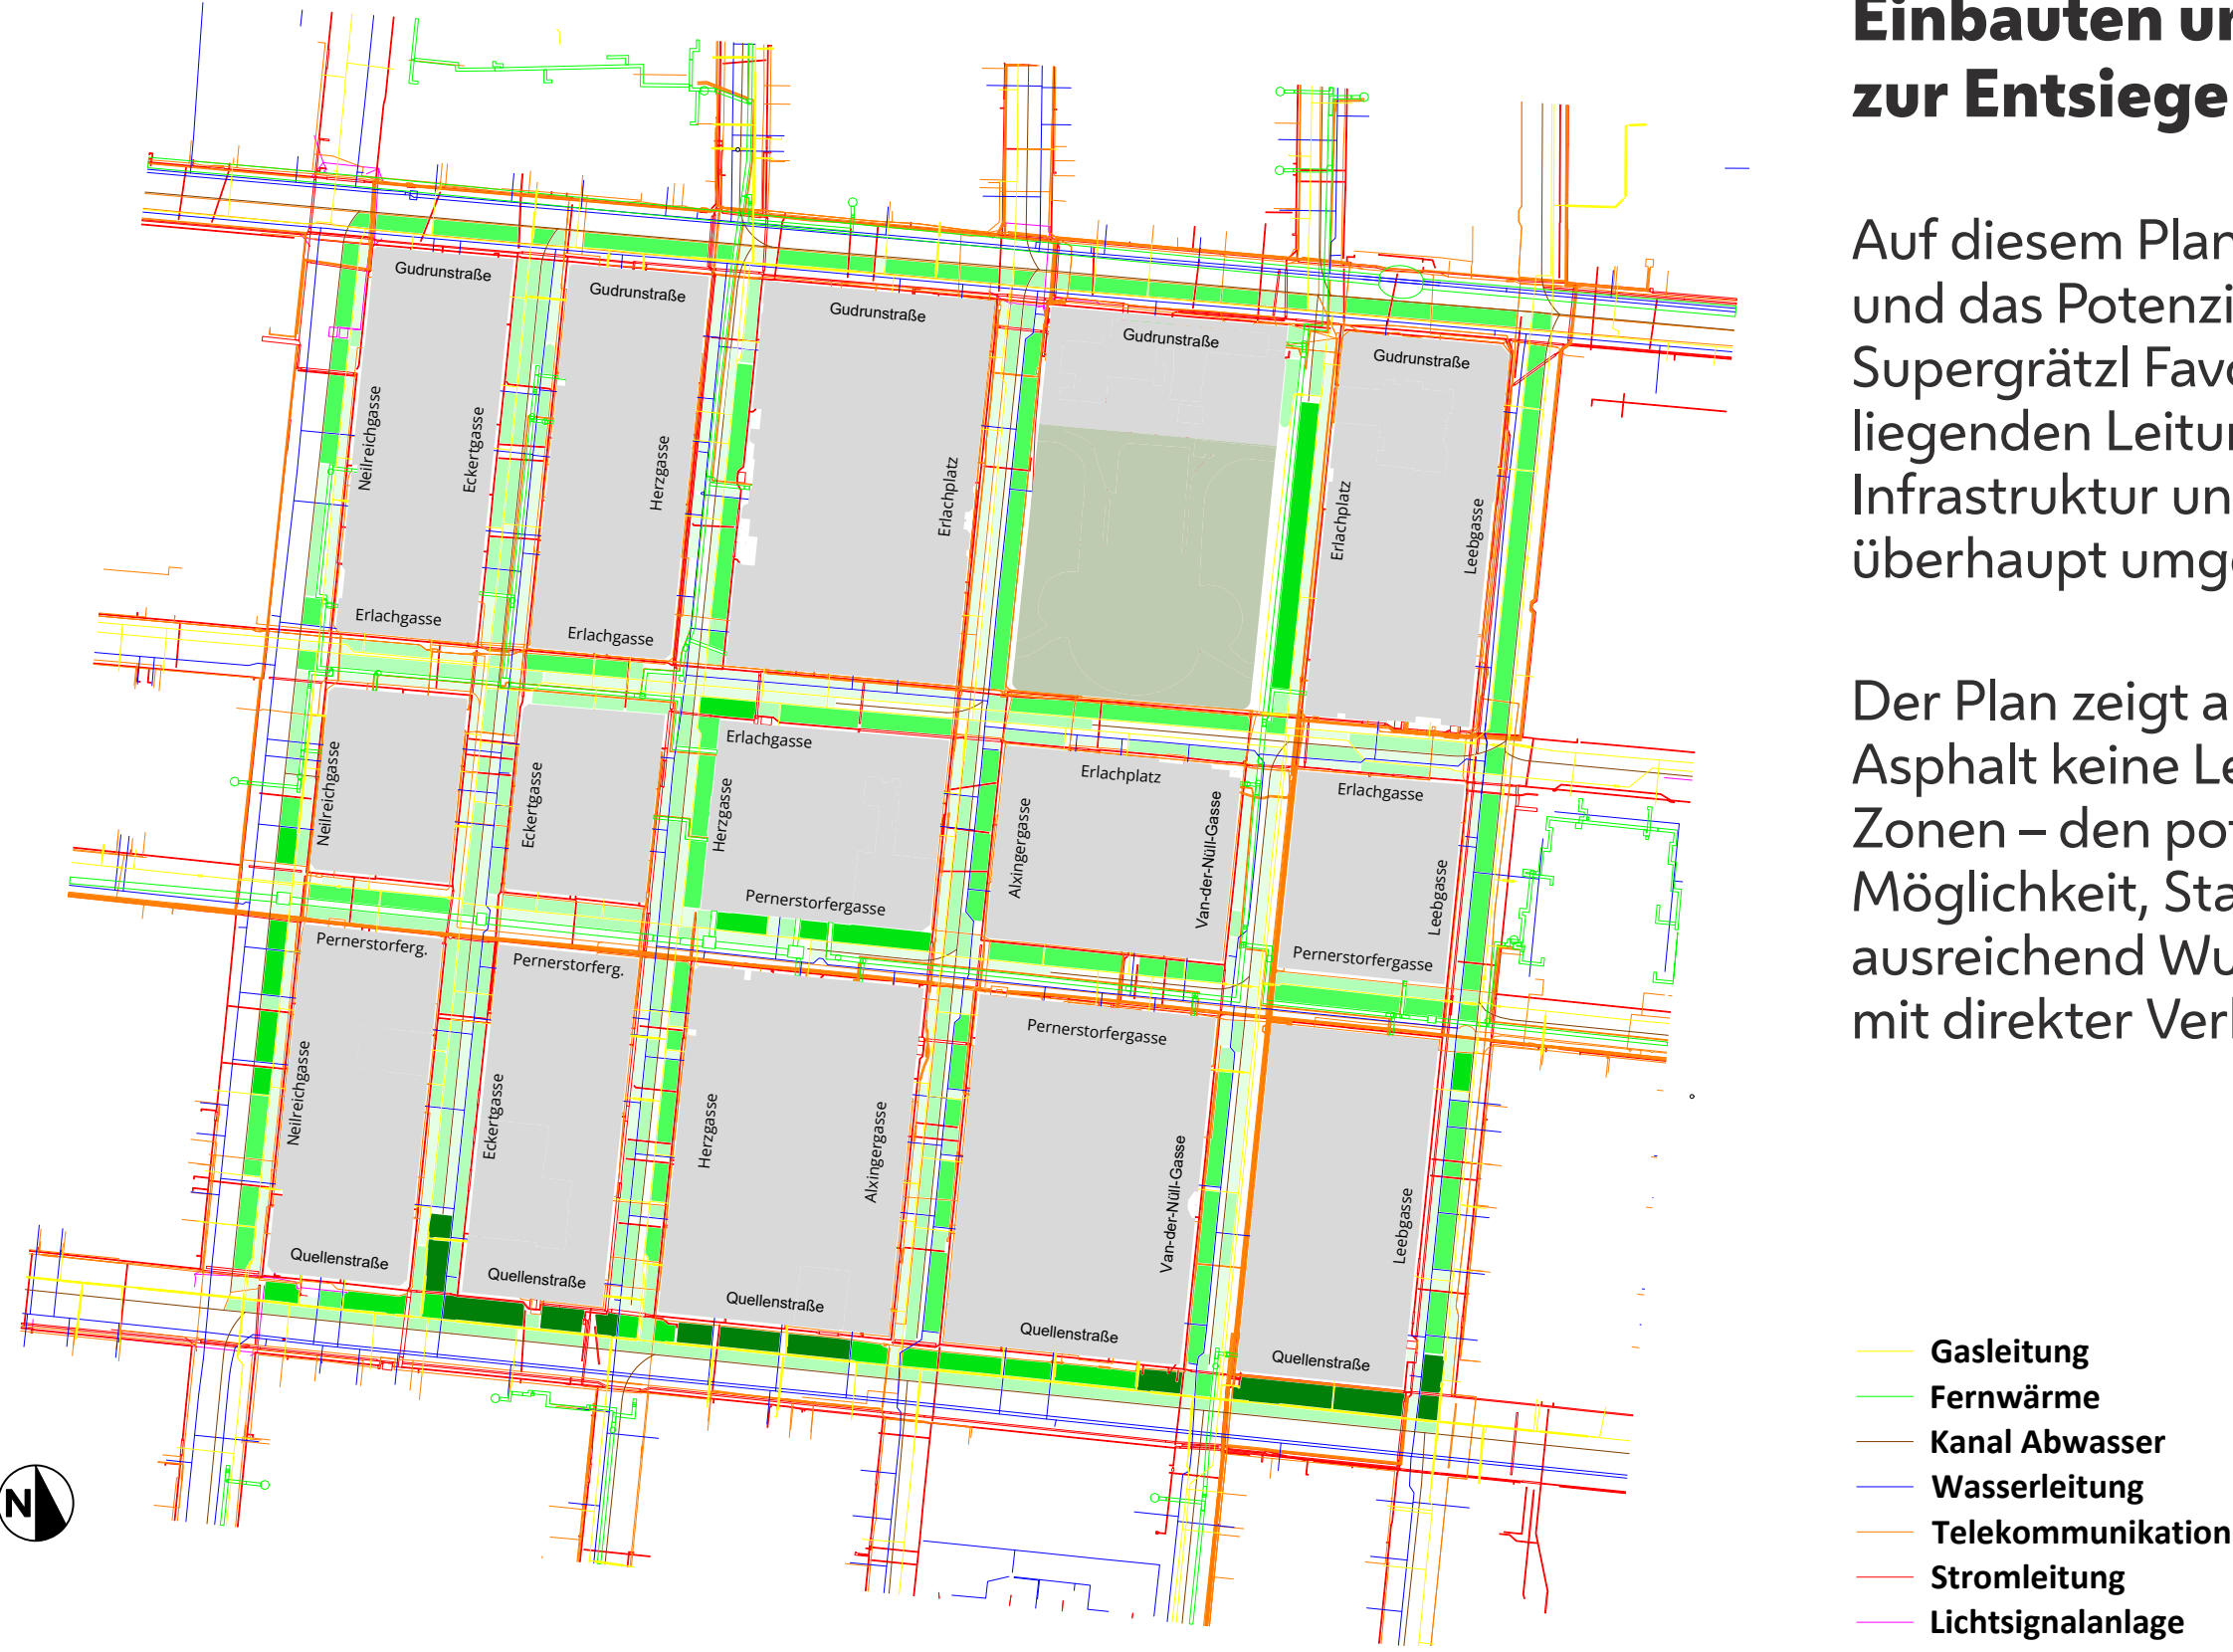 Einbauten
zur Entsiege
Auf diesem Plan
und das Potenzi
Supergrätzl Favo
liegenden Leitu
Infrastruktur un
überhaupt umg
Der Plan zeigt a
Asphalt keine Le
Zonen – den po
Möglichkeit, Sta
ausreichend Wu
mit direkter Ver
Gudrunstraße
Gudrunstraße
Gudrunstraße
Gudrunstraße
Gudrunstraße
Neilreichgasse
Eckertgasse
Herzgasse
Erlachplatz
Erlachplatz
Leebgasse
Erlachgasse
Erlachgasse
Neilreichgasse
Eckertgasse
Erlachgasse
Herzgasse
Erlachplatz
Alxingergasse
Van-der-Nüll-Gasse
Erlachgasse
Leebgasse
Pernerstorfergasse
Pernerstorfergasse
Pernerstorferg.
Pernerstorferg.
Pernerstorfergasse
Neilreichgasse
Eckertgasse
Herzgasse
Alxingergasse
Van-der-Nüll-Gasse
Leebgasse
Quellenstraße
Quellenstraße
Quellenstraße
Quellenstraße
Quellenstraße
N
Gasleitung
Fernwärme
Kanal Abwasser
Wasserleitung
Telekommunikation
Stromleitung
Lichtsignalanlage